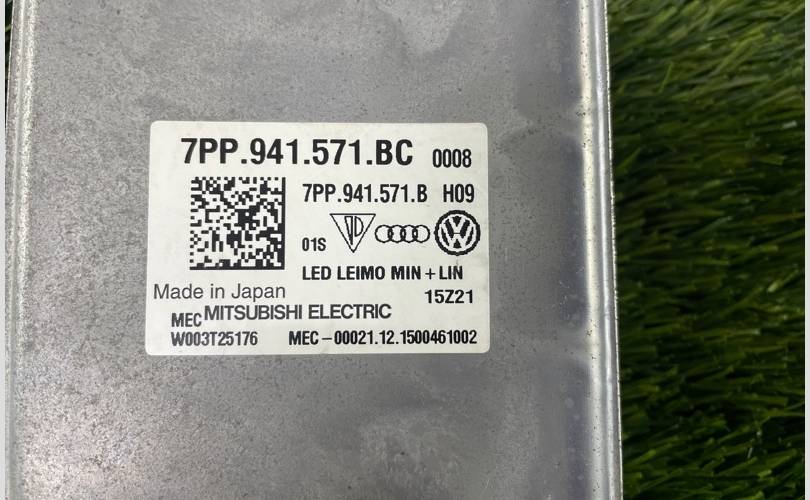 7PP.941.571.BC 0008
7PP.941.571.B H09
01S
LED LEIMO MIN + LIN
Made in Japan 15Z21
MEC MITSUBISHI ELECTRIC
W003T25176 MEC-00021.12.1500461002